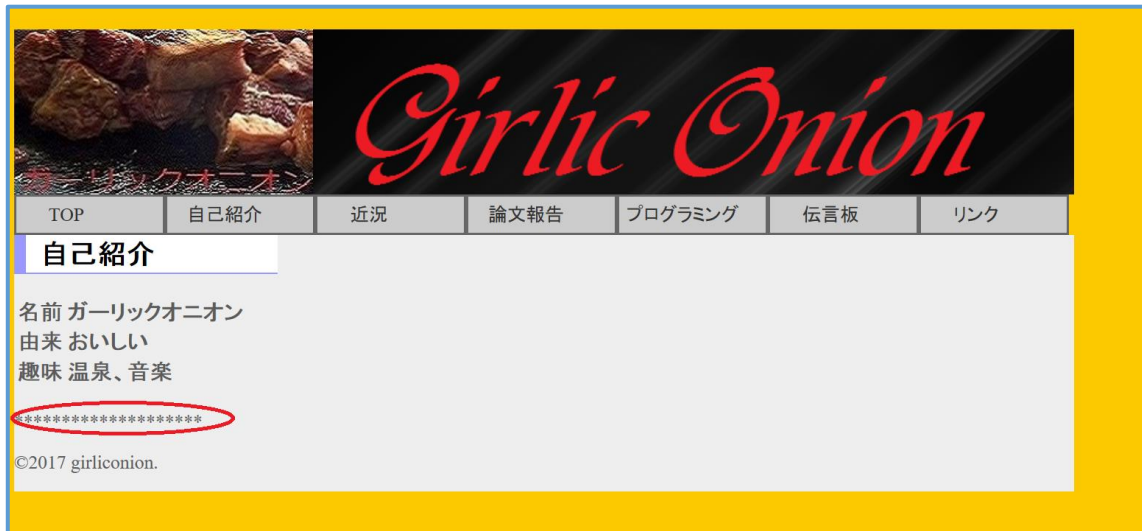 Girlic Onion
ガーリックオニオン
TOP 自己紹介 近況 論文報告 プログラミング 伝言板 リンク
自己紹介
名前 ガーリックオニオン
由来 おいしい
趣味 温泉、音楽
********************
©2017 girliconion.